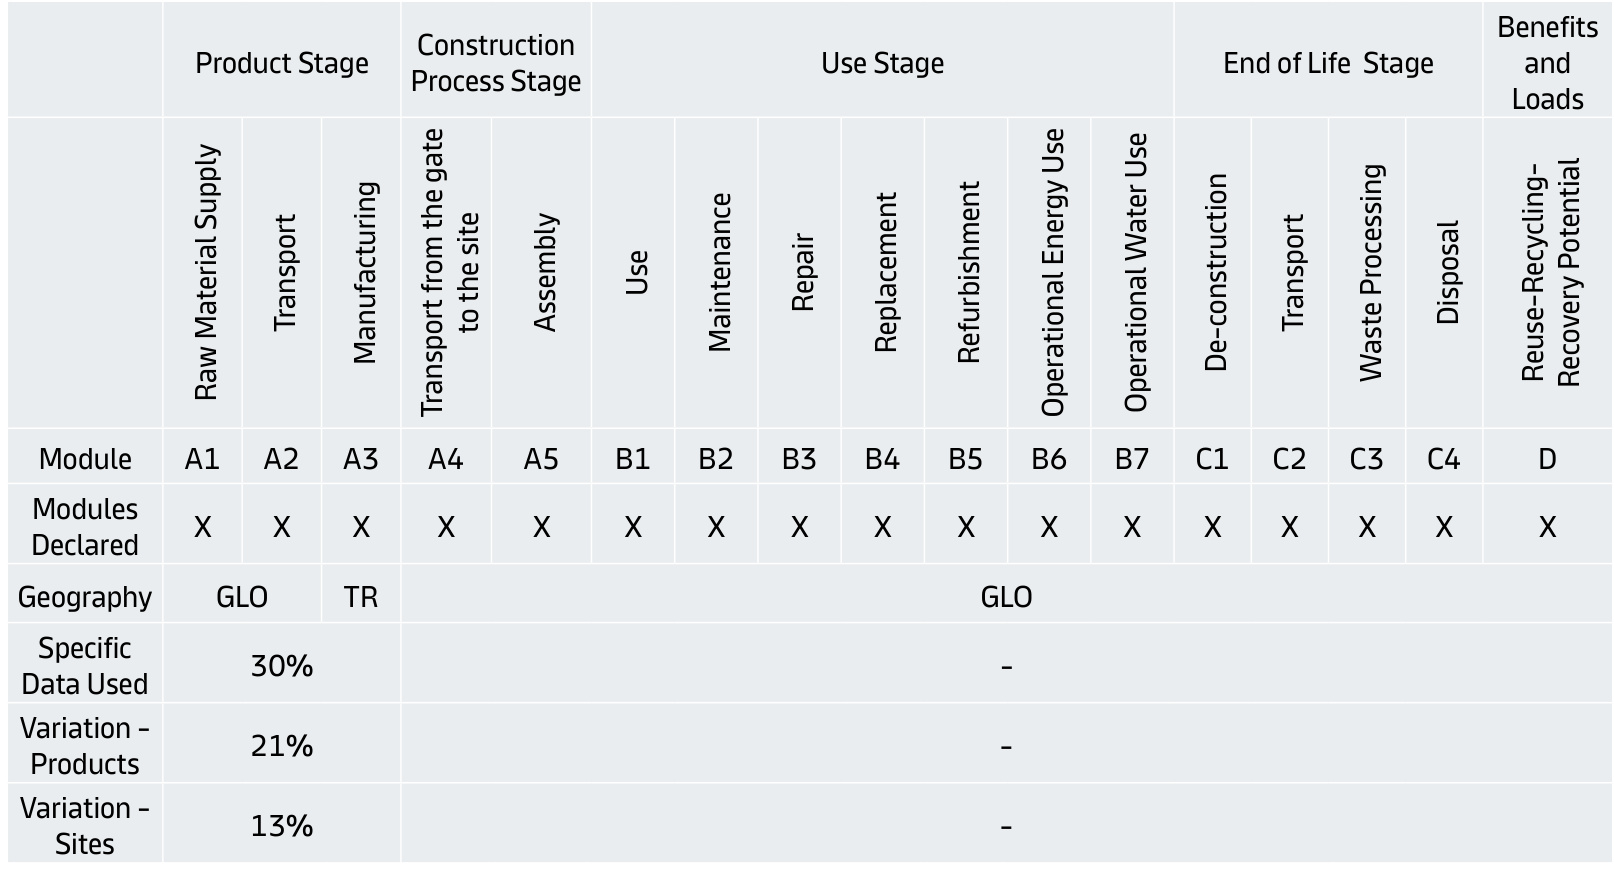 Product Stage
Construction
Process Stage
Use Stage
End of Life Stage
Benefits
and
Loads
Raw Material Supply
Transport
Manufacturing
Transport from the gate
to the site
Assembly
Use
Maintenance
Repair
Replacement
Refurbishment
Operational Energy Use
Operational Water Use
De-construction
Transport
Waste Processing
Disposal
Reuse-Recycling-
Recovery Potential
Module A1 A2 A3 A4 A5 B1 B2 B3 B4 B5 B6 B7 C1 C2 C3 C4 D
Modules
Declared
X X X X X X X X X X X X X X X X X
Geography GLO TR GLO
Specific
Data Used
30% -
Variation -
Products
21% -
Variation -
Sites
13% -